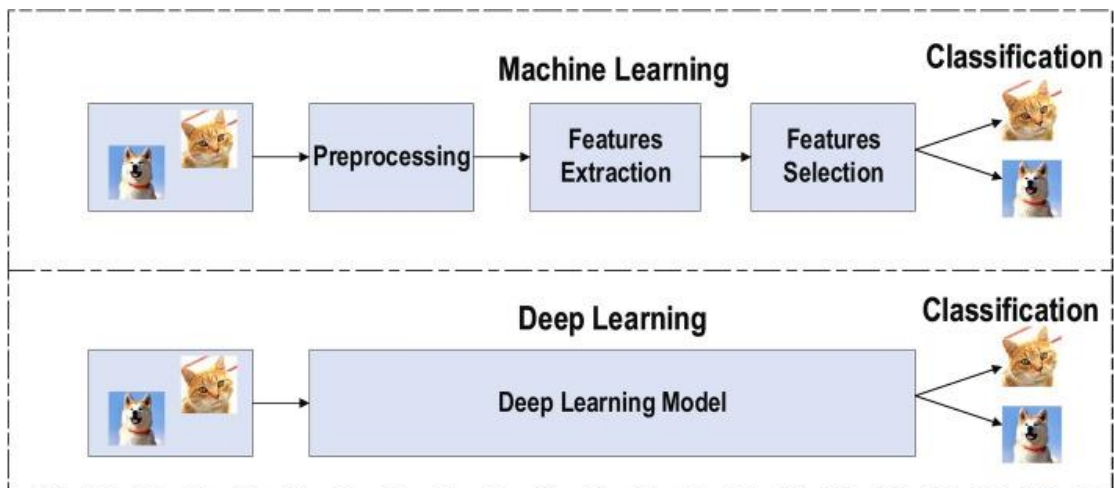 Machine Learning
Classification
Preprocessing
Features
Extraction
Features
Selection
Deep Learning
Classification
Deep Learning Model